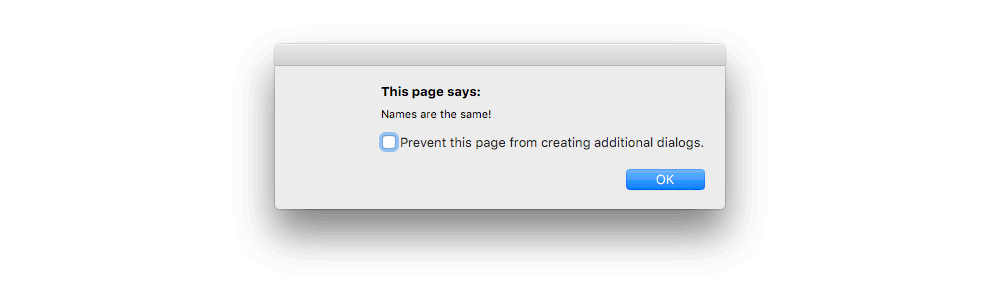 This page says:
Names are the same!
Prevent this page from creating additional dialogs.
OK